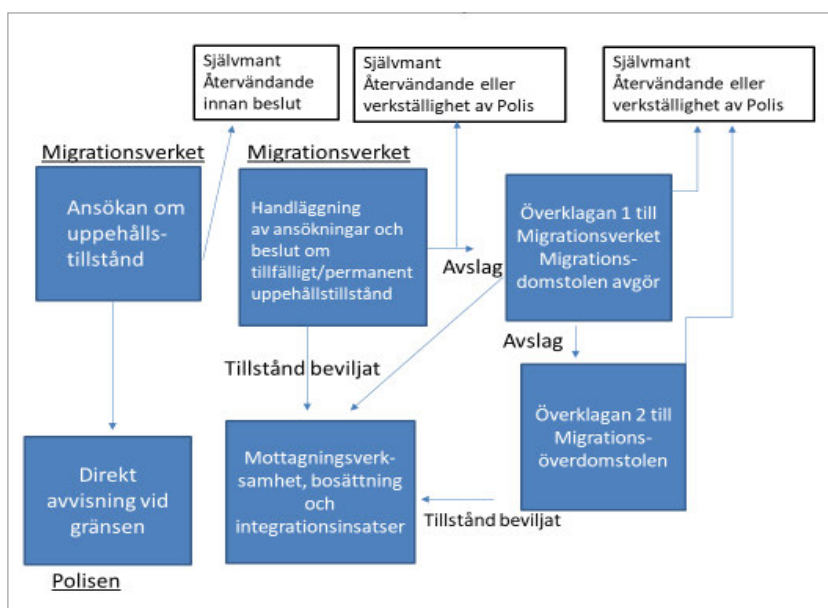 Självmant
Återvändande
innan beslut
Självmant
Återvändande eller
verkställighet av Polis
Självmant
Återvändande eller
verkställighet av Polis
Migrationsverket
Ansökan om
uppehålls-
tillstånd
Migrationsverket
Handläggning
av ansökningar och
beslut om
tillfälligt/permanent
uppehållstillstånd
Avslag
Överklagan 1 till
Migrationsverket
Migrations-
domstolen avgör
Avslag
Tillstånd beviljat
Överklagan 2 till
Migrations-
överdomstolen
Direkt
avvisning vid
gränsen
Polisen
Mottagningsverk-
samhet, bosättning
och
integrationsinsatser
Tillstånd beviljat